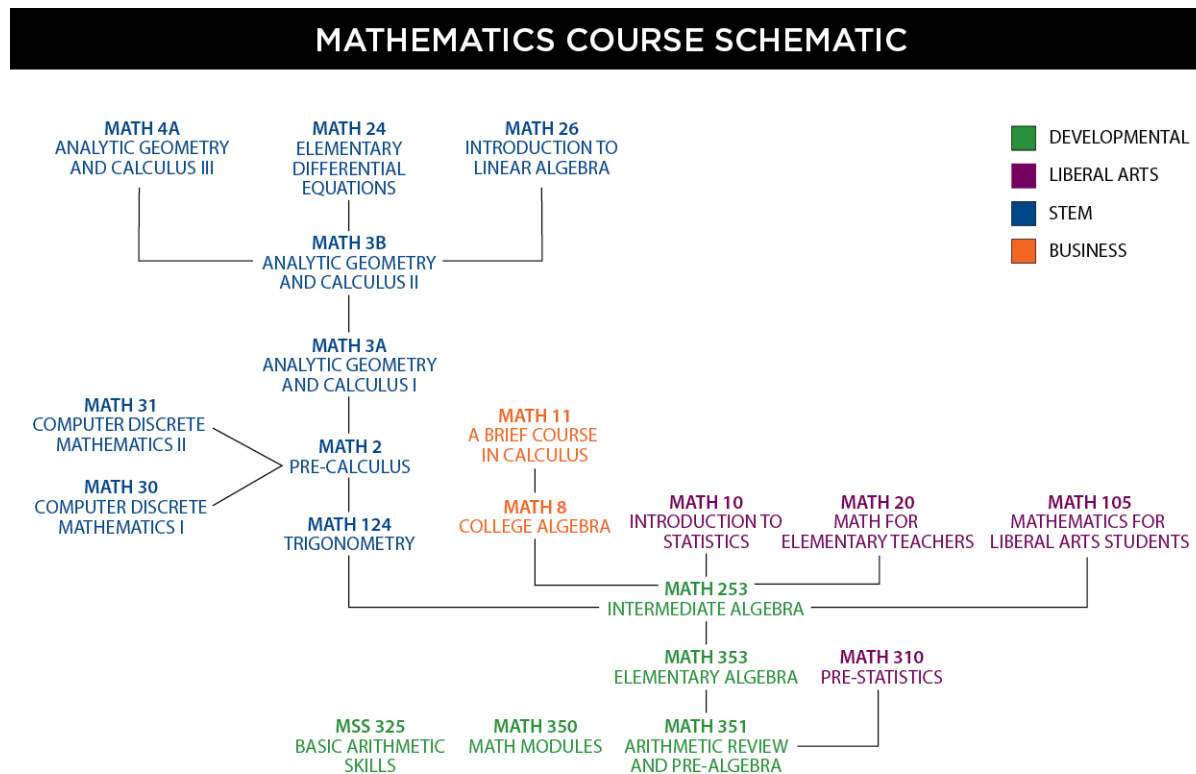 MATHEMATICS COURSE SCHEMATIC
MATH 4A
ANALYTIC GEOMETRY
AND CALCULUS III
MATH 24
ELEMENTARY
DIFFERENTIAL
EQUATIONS
MATH 26
INTRODUCTION TO
LINEAR ALGEBRA
DEVELOPMENTAL
LIBERAL ARTS
STEM
BUSINESS
MATH 3B
ANALYTIC GEOMETRY
AND CALCULUS II
MATH 3A
ANALYTIC GEOMETRY
AND CALCULUS I
MATH 31
COMPUTER DISCRETE
MATHEMATICS II
MATH 2
PRE-CALCULUS
MATH 30
COMPUTER DISCRETE
MATHEMATICS I
MATH 124
TRIGONOMETRY
MATH 11
A BRIEF COURSE
IN CALCULUS
MATH 8
COLLEGE ALGEBRA
MATH 10
INTRODUCTION TO
STATISTICS
MATH 20
MATH FOR
ELEMENTARY TEACHERS
MATH 105
MATHEMATICS FOR
LIBERAL ARTS STUDENTS
MATH 253
INTERMEDIATE ALGEBRA
MATH 353
ELEMENTARY ALGEBRA
MATH 310
PRE-STATISTICS
MSS 325
BASIC ARITHMETIC
SKILLS
MATH 350
MATH MODULES
MATH 351
ARITHMETIC REVIEW
AND PRE-ALGEBRA